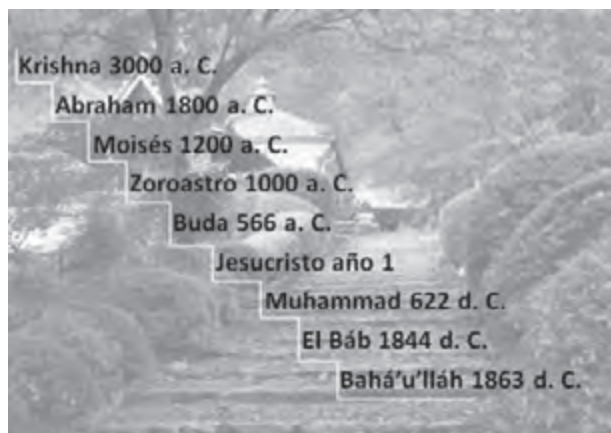 Krishna 3000 a. C.
Abraham 1800 a. C.
Moisés 1200 a. C.
Zoroastro 1000 a. C.
Buda 566 a. C.
Jesucristo año 1
Muhammad 622 d. C.
El Báb 1844 d. C.
Bahá’u’lláh 1863 d. C.